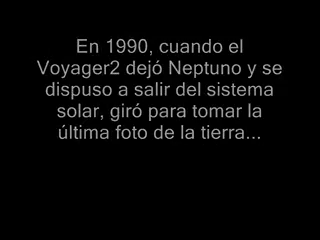 En 1990, cuando el
Voyager2 dejó Neptuno y se
dispuso a salir del sistema
solar, giró para tomar la
última foto de la tierra...